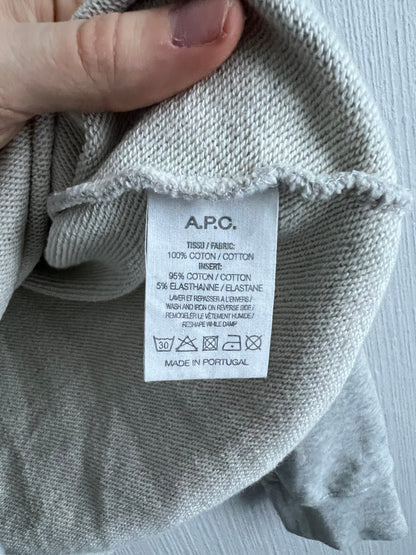 A.P.C.
TISSU / FABRIC:
100% COTON / COTTON
INSERT:
95% COTON / COTTON
5% ELASTHANNE / ELASTANE
LAVER ET REPASSER A L'ENVERS /
WASH AND IRON ON REVERSE SIDE /
REMODELER LE VÊTEMENT HUMIDE /
RESHAPE WHILE DAMP
30
MADE IN PORTUGAL